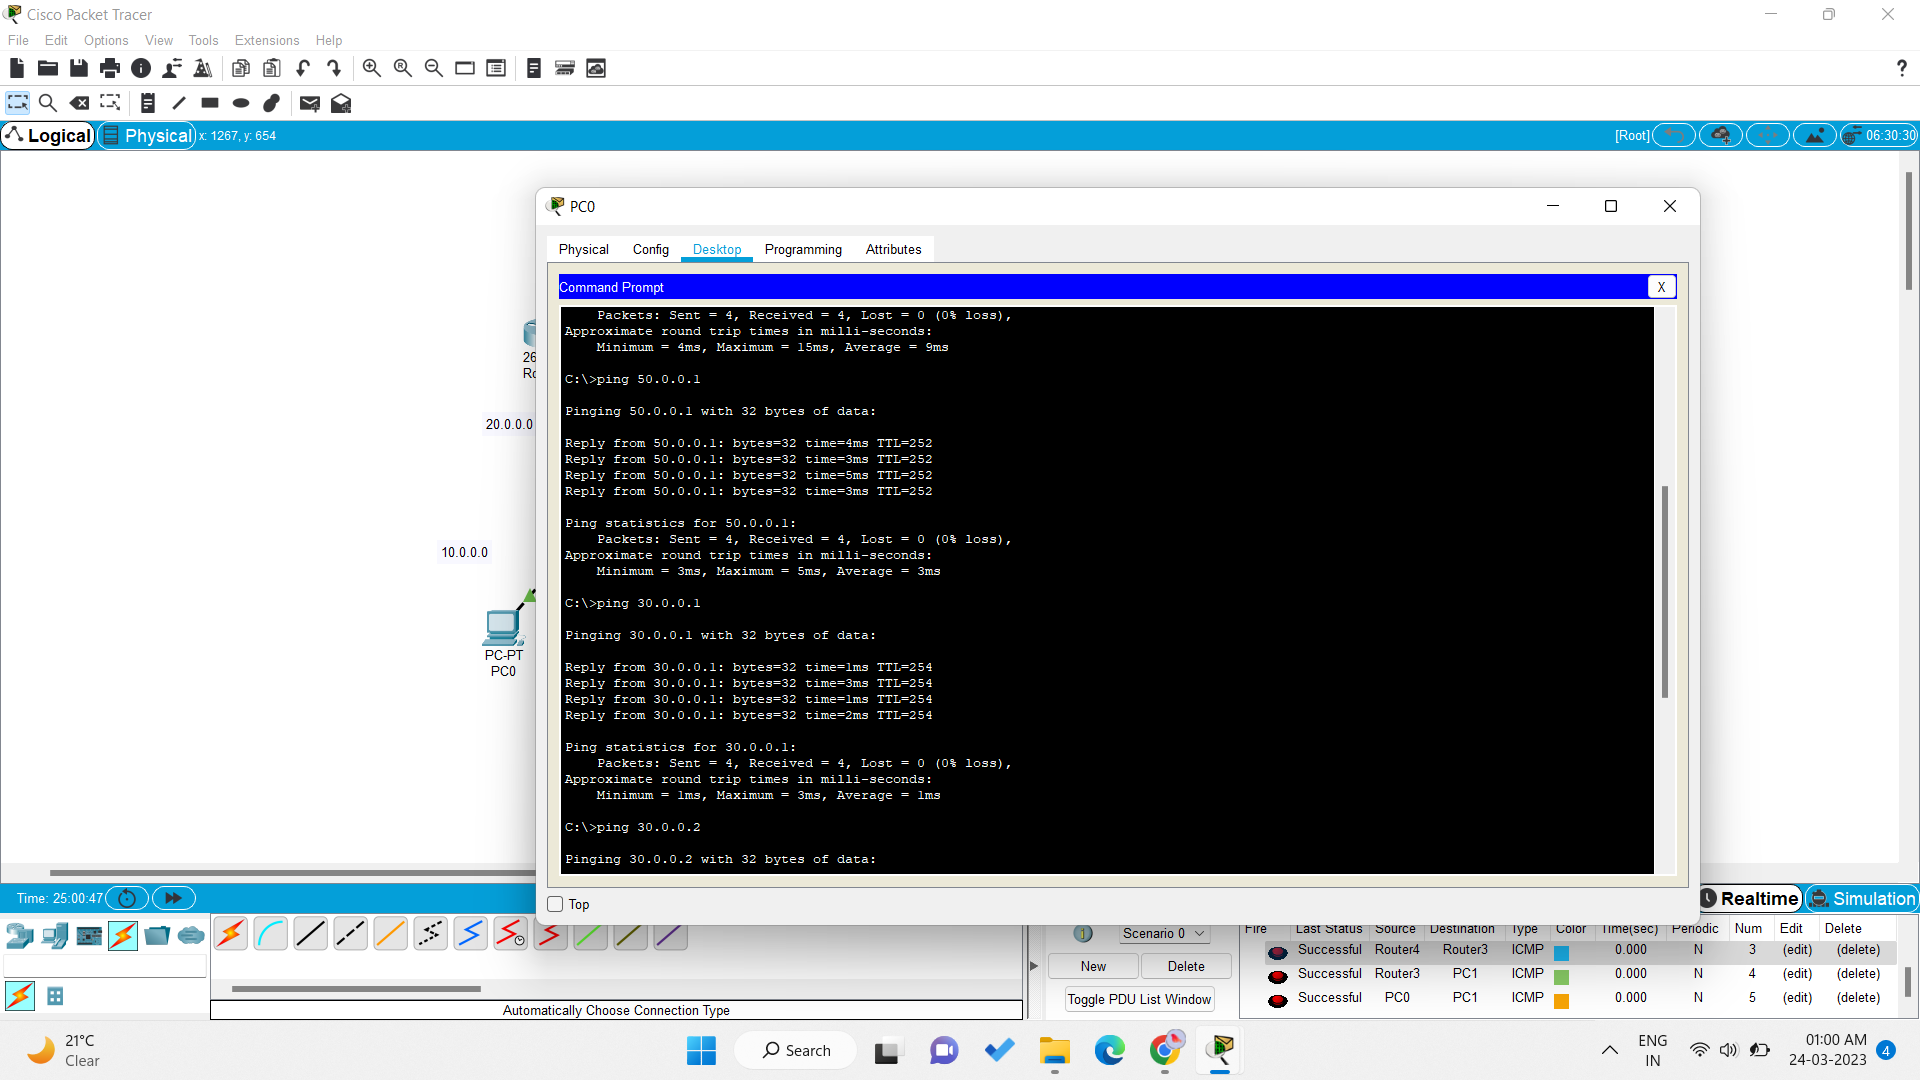 Cisco Packet Tracer
File Edit Options View Tools Extensions Help
Logical Physical x: 1267, y: 654 [Root] 06:30:30
PC0
Physical Config Desktop Programming Attributes
Command Prompt X
Packets: Sent = 4, Received = 4, Lost = 0 (0% loss),
Approximate round trip times in milli-seconds:
Minimum = 4ms, Maximum = 15ms, Average = 9ms
C:\>ping 50.0.0.1
Pinging 50.0.0.1 with 32 bytes of data:
Reply from 50.0.0.1: bytes=32 time=4ms TTL=252
Reply from 50.0.0.1: bytes=32 time=3ms TTL=252
Reply from 50.0.0.1: bytes=32 time=5ms TTL=252
Reply from 50.0.0.1: bytes=32 time=3ms TTL=252
Ping statistics for 50.0.0.1:
Packets: Sent = 4, Received = 4, Lost = 0 (0% loss),
Approximate round trip times in milli-seconds:
Minimum = 3ms, Maximum = 5ms, Average = 3ms
C:\>ping 30.0.0.1
Pinging 30.0.0.1 with 32 bytes of data:
Reply from 30.0.0.1: bytes=32 time=1ms TTL=254
Reply from 30.0.0.1: bytes=32 time=3ms TTL=254
Reply from 30.0.0.1: bytes=32 time=1ms TTL=254
Reply from 30.0.0.1: bytes=32 time=2ms TTL=254
Ping statistics for 30.0.0.1:
Packets: Sent = 4, Received = 4, Lost = 0 (0% loss),
Approximate round trip times in milli-seconds:
Minimum = 1ms, Maximum = 3ms, Average = 1ms
C:\>ping 30.0.0.2
Pinging 30.0.0.2 with 32 bytes of data:
Top
26
Ro
20.0.0.0
10.0.0.0
PC-PT
PC0
Time: 25:00:47 Realtime Simulation
Automatically Choose Connection Type
1 Scenario 0
New Delete
Toggle PDU List Window
Fire Last Status Source Destination Type Color Time(sec) Periodic Num Edit Delete
Successful Router4 Router3 ICMP 0.000 N 3 (edit) (delete)
Successful Router3 PC1 ICMP 0.000 N 4 (edit) (delete)
Successful PC0 PC1 ICMP 0.000 N 5 (edit) (delete)
21°C
Clear
Search
ENG
IN
01:00 AM
24-03-2023
4